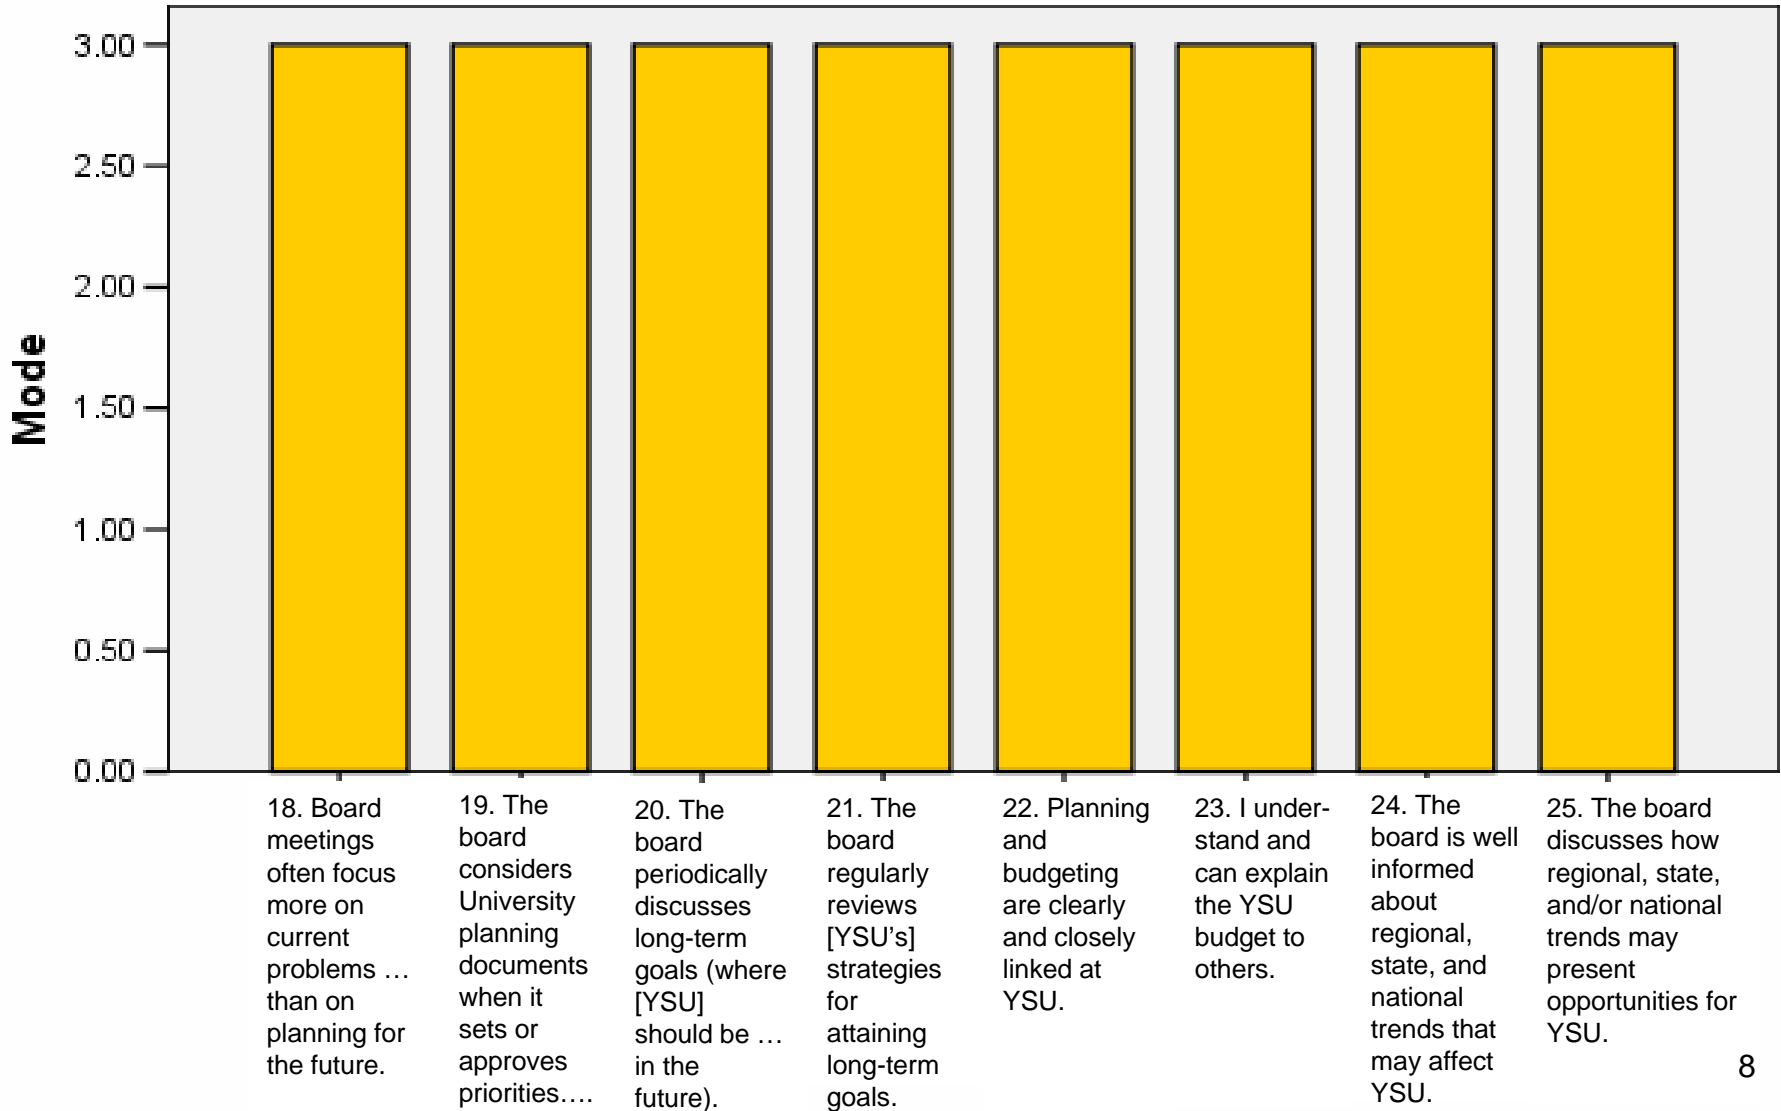 3.00
2.50
2.00
1.50
1.00
0.50
0.00
Mode
18. Board
meetings
often focus
more on
current
problems …
than on
planning for
the future.
19. The
board
considers
University
planning
documents
when it
sets or
approves
priorities….
20. The
board
periodically
discusses
long-term
goals (where
[YSU]
should be …
in the
future).
21. The
board
regularly
reviews
[YSU's]
strategies
for
attaining
long-term
goals.
22. Planning
and
budgeting
are clearly
and closely
linked at
YSU.
23. I under-
stand and
can explain
the YSU
budget to
others.
24. The
board is well
informed
about
regional,
state, and
national
trends that
may affect
YSU.
25. The board
discusses how
regional, state,
and/or national
trends may
present
opportunities for
YSU.
8